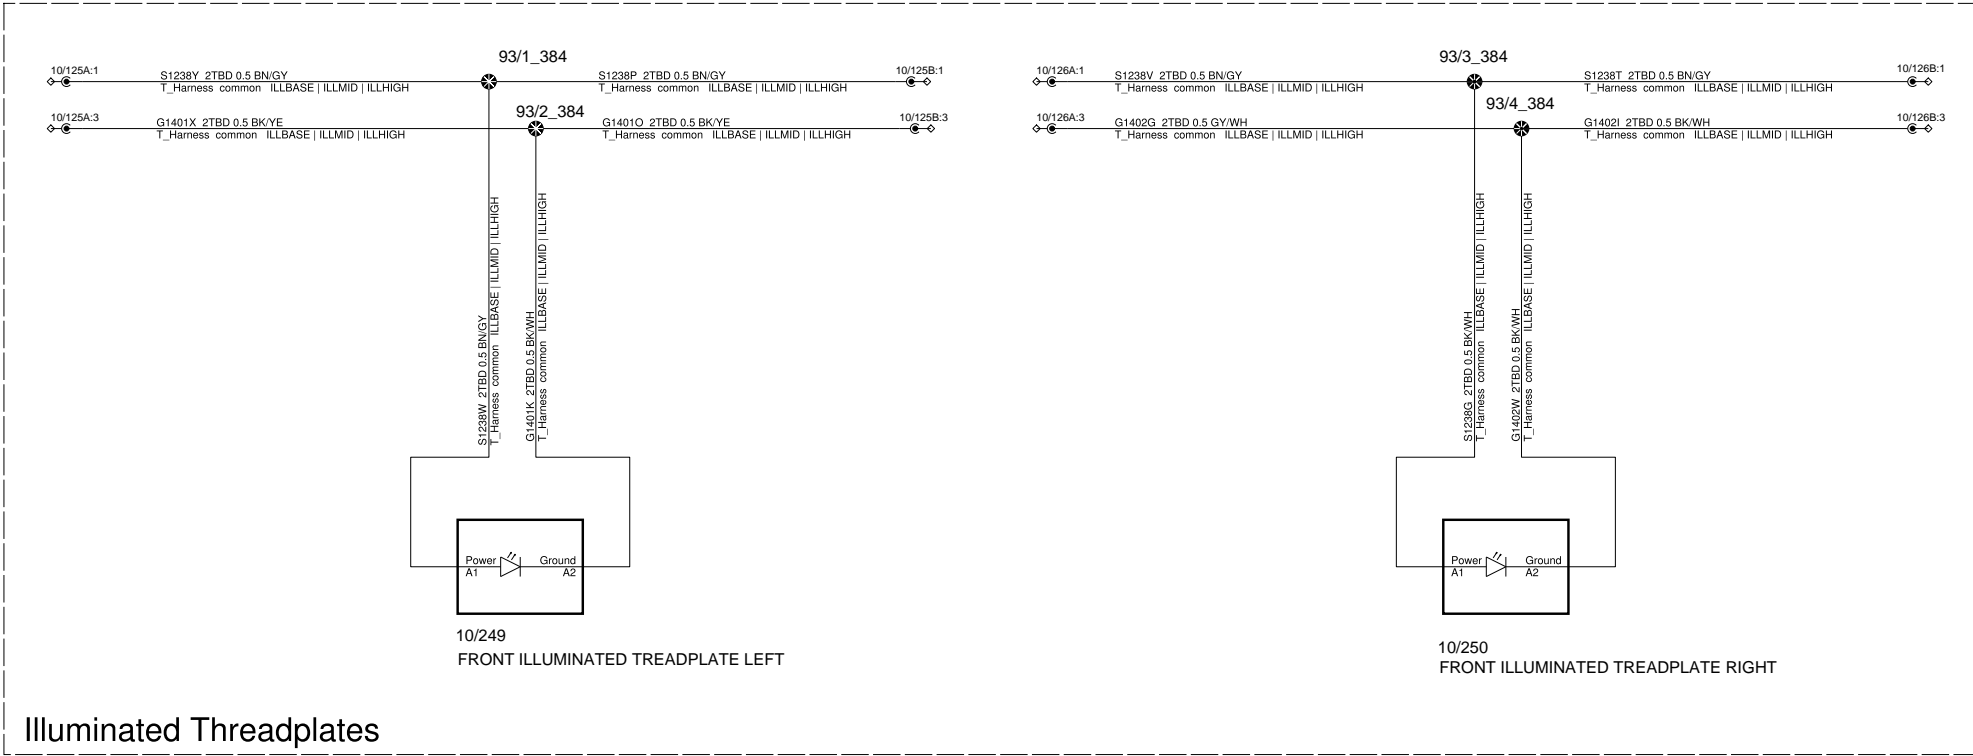 93/1_384
10/125A:1
S1238Y 2TBD 0.5 BN/GY
T_Harness common ILLBASE | ILLMID | ILLHIGH
S1238P 2TBD 0.5 BN/GY
T_Harness common ILLBASE | ILLMID | ILLHIGH
10/125B:1
93/2_384
10/125A:3
G1401X 2TBD 0.5 BK/YE
T_Harness common ILLBASE | ILLMID | ILLHIGH
G1401O 2TBD 0.5 BK/YE
T_Harness common ILLBASE | ILLMID | ILLHIGH
10/125B:3
S1238W 2TBD 0.5 BN/GY
T_Harness common ILLBASE | ILLMID | ILLHIGH
G1401K 2TBD 0.5 BK/WH
T_Harness common ILLBASE | ILLMID | ILLHIGH
Power
A1
Ground
A2
10/249
FRONT ILLUMINATED TREADPLATE LEFT
93/3_384
10/126A:1
S1238V 2TBD 0.5 BN/GY
T_Harness common ILLBASE | ILLMID | ILLHIGH
S1238T 2TBD 0.5 BN/GY
T_Harness common ILLBASE | ILLMID | ILLHIGH
10/126B:1
93/4_384
10/126A:3
G1402G 2TBD 0.5 GY/WH
T_Harness common ILLBASE | ILLMID | ILLHIGH
G1402I 2TBD 0.5 BK/WH
T_Harness common ILLBASE | ILLMID | ILLHIGH
10/126B:3
S1238G 2TBD 0.5 BK/WH
T_Harness common ILLBASE | ILLMID | ILLHIGH
G1402W 2TBD 0.5 BK/WH
T_Harness common ILLBASE | ILLMID | ILLHIGH
Power
A1
Ground
A2
10/250
FRONT ILLUMINATED TREADPLATE RIGHT
Illuminated Threadplates